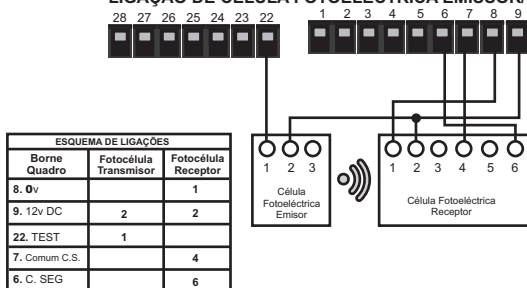 LIGAÇÃO DE CÉLULA FOTOELÉCTRICA EMISSOR/
28 27 26 25 24 23 22
1 2 3 4 5 6 7 8 9
ESQUEMA DE LIGAÇÕES
Borne Quadro
Fotocélula Transmisor
Fotocélula Receptor
8. 0v 1
9. 12v DC 2 2
22. TEST 1
7. Comum C.S. 4
6. C. SEG 6
1 2 3
Célula
Fotoeléctrica
Emisor
1 2 3 4 5 6
Célula Fotoeléctrica
Receptor